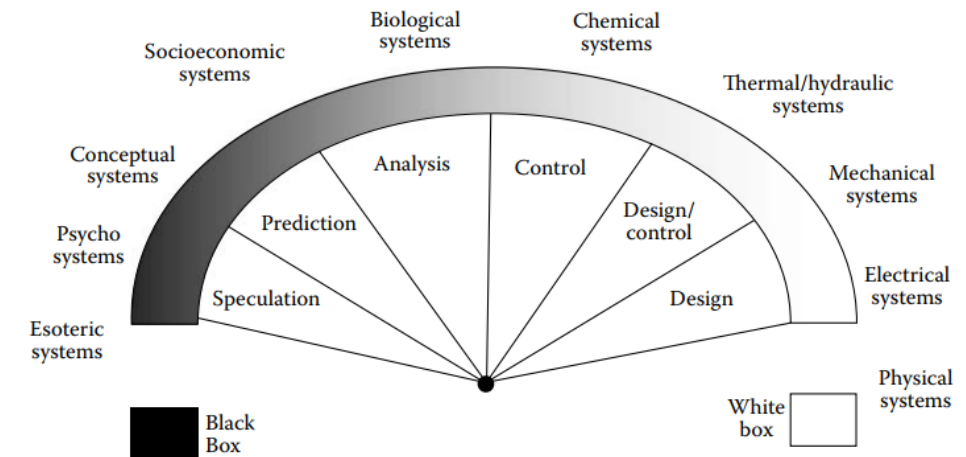 Biological
systems
Chemical
systems
Socioeconomic
systems
Thermal/hydraulic
systems
Conceptual
systems
Analysis
Control
Mechanical
systems
Psycho
systems
Prediction
Design/
control
Electrical
systems
Speculation
Design
Esoteric
systems
Physical
systems
Black
Box
White
box